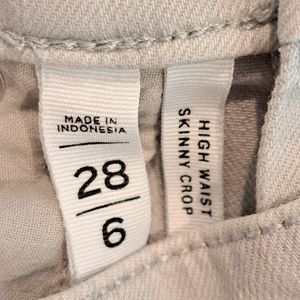 MADE IN
INDONESIA
28
6
HIGH WAIST
SKINNY CROP